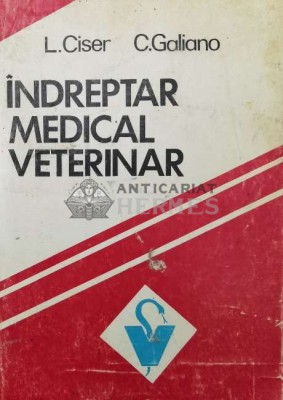 L.Ciser C.Galiano
ÎNDREPTAR
MEDICAL
VETERINAR
ANTICARIAT
HERMES